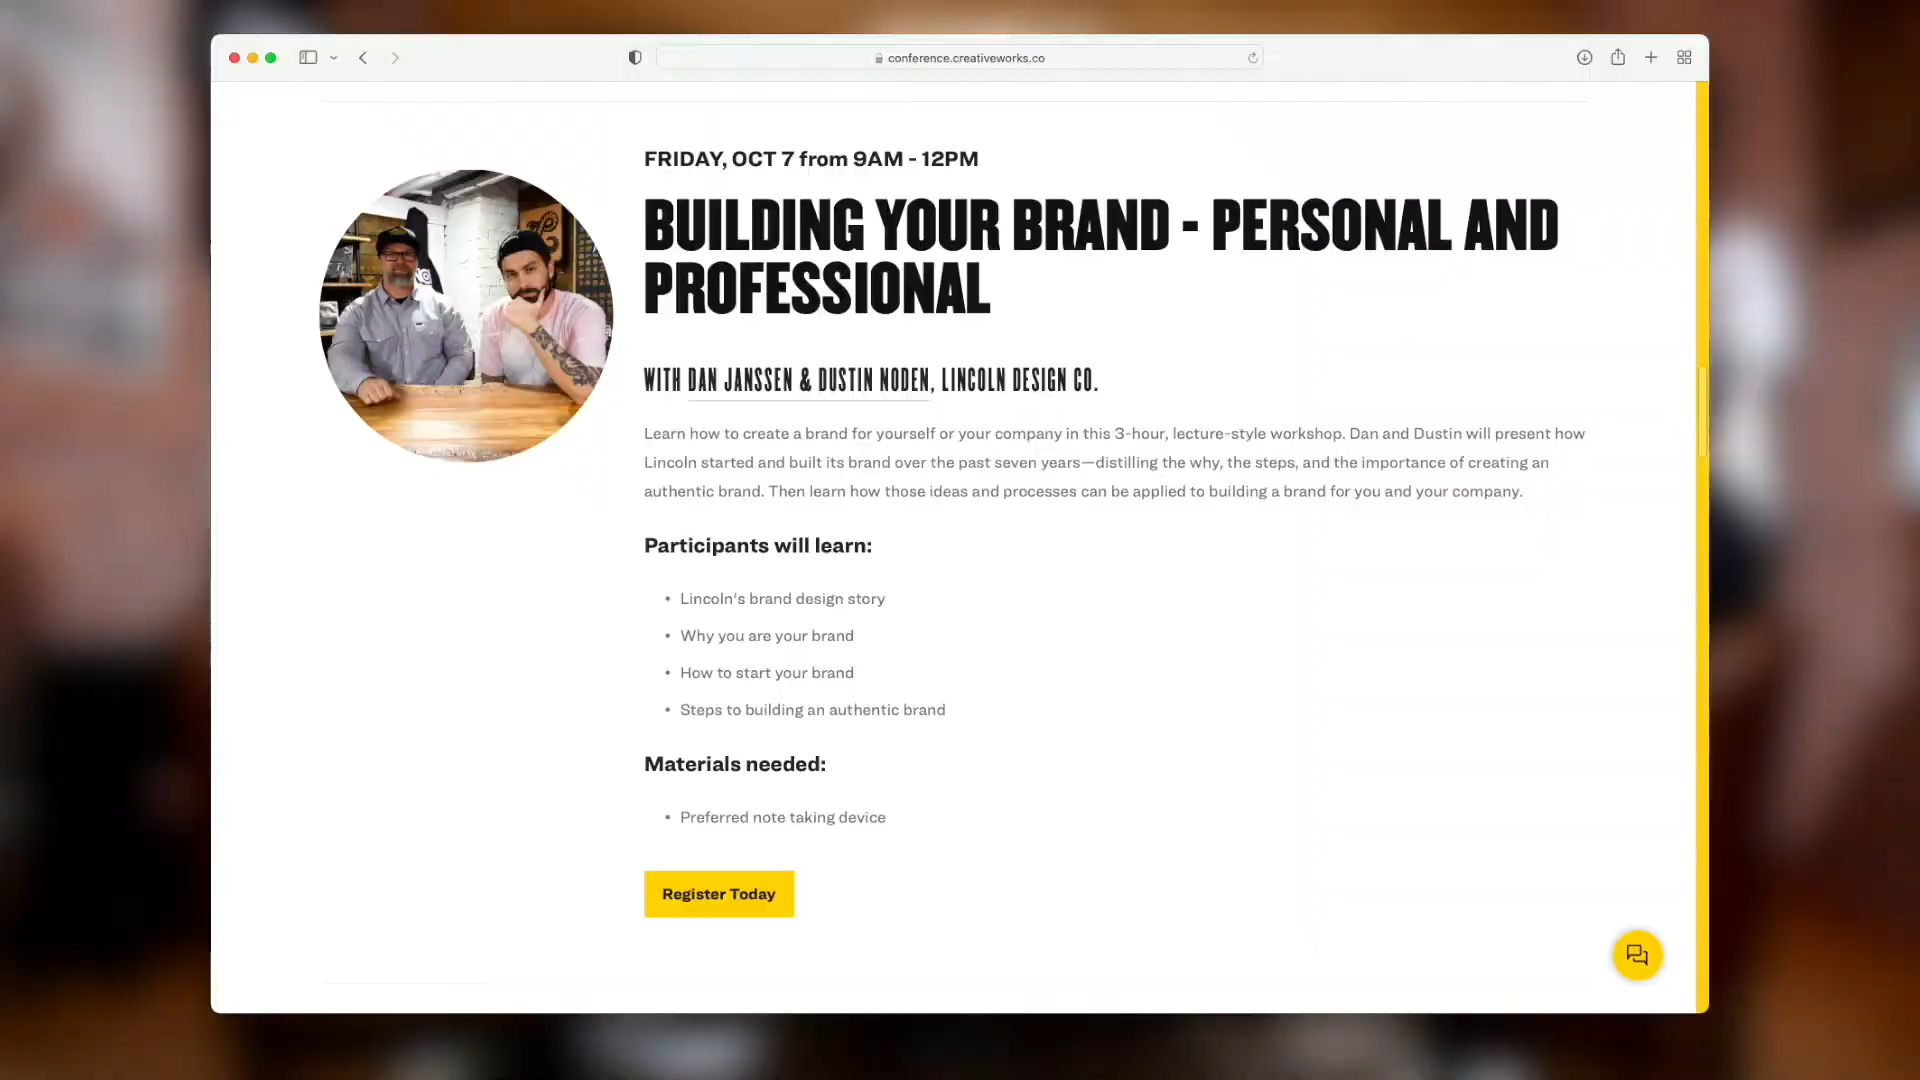 conference.creativeworks.co
FRIDAY, OCT 7 from 9AM - 12PM
BUILDING YOUR BRAND - PERSONAL AND
PROFESSIONAL
WITH DAN JANSSEN & DUSTIN NODEN, LINCOLN DESIGN CO.
Learn how to create a brand for yourself or your company in this 3-hour, lecture-style workshop. Dan and Dustin will present how
Lincoln started and built its brand over the past seven years—distilling the why, the steps, and the importance of creating an
authentic brand. Then learn how those ideas and processes can be applied to building a brand for you and your company.
Participants will learn:
• Lincoln's brand design story
• Why you are your brand
• How to start your brand
• Steps to building an authentic brand
Materials needed:
• Preferred note taking device
Register Today